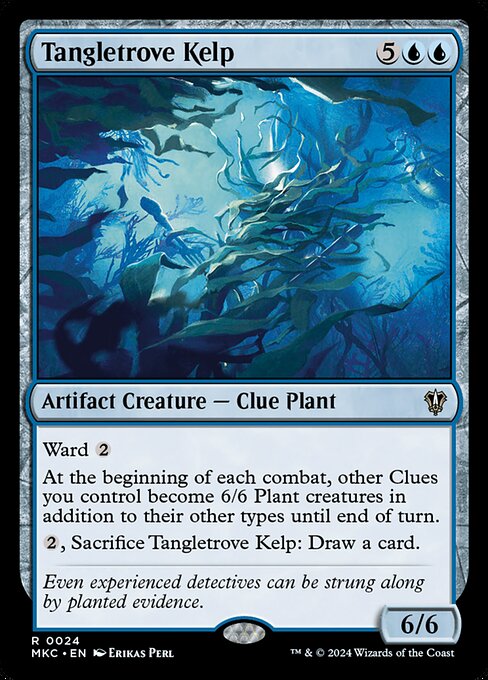 Tangletrove Kelp 5
Artifact Creature — Clue Plant
Ward 2
At the beginning of each combat, other Clues
you control become 6/6 Plant creatures in
addition to their other types until end of turn.
2, Sacrifice Tangletrove Kelp: Draw a card.
Even experienced detectives can be strung along
by planted evidence.
6/6
R 0024
MKC • EN Erikas Perl
™ & © 2024 Wizards of the Coast